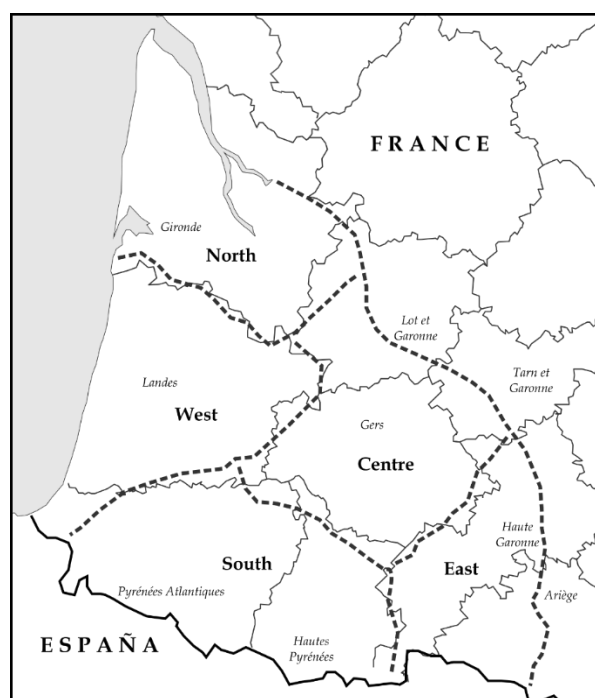 FRANCE
Gironde
North
Lot et
Garonne
Tarn et
Garonne
Landes
West
Gers
Centre
Haute
Garonne
South
East
Pyrénées Atlantiques
Ariège
Hautes
Pyrénées
ESPAÑA